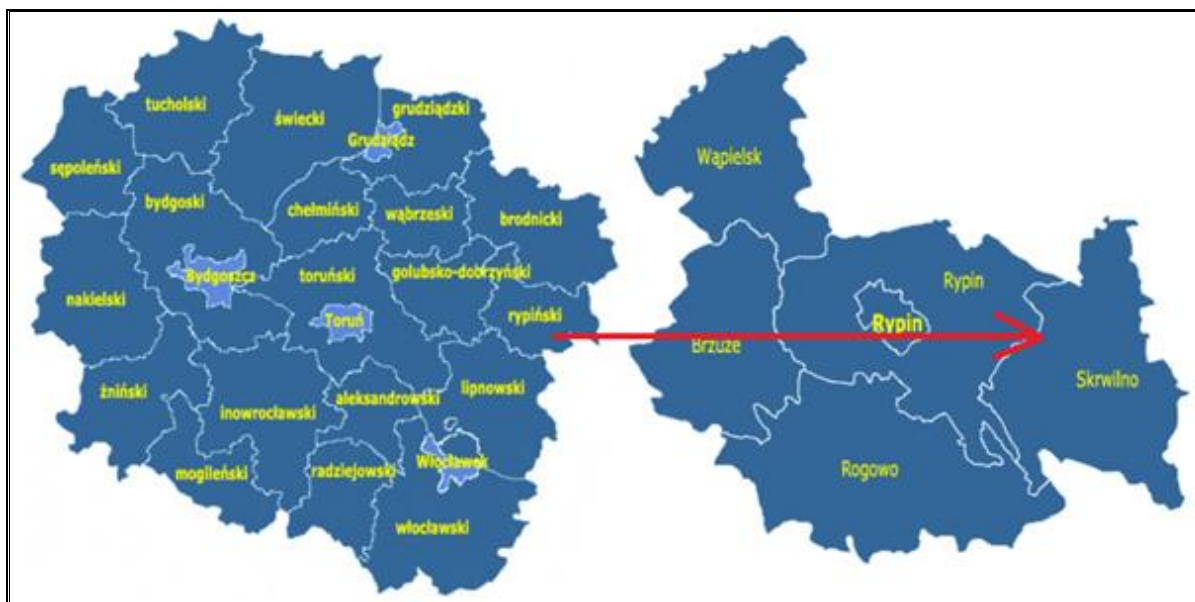 tucholski
świecki
grudziądzki
Grudziądz
sępoleński
bydgoski
chełmiński
wąbrzeski
brodnicki
Bydgoszcz
toruński
golubsko-dobrzyński
nakielski
Toruń
rypiński
żniński
inowrocławski
aleksandrowski
lipnowski
mogileński
radziejowski
Włocławek
włocławski
Wąpielsk
Rypin
Rypin
Brzuze
Skrwilno
Rogowo